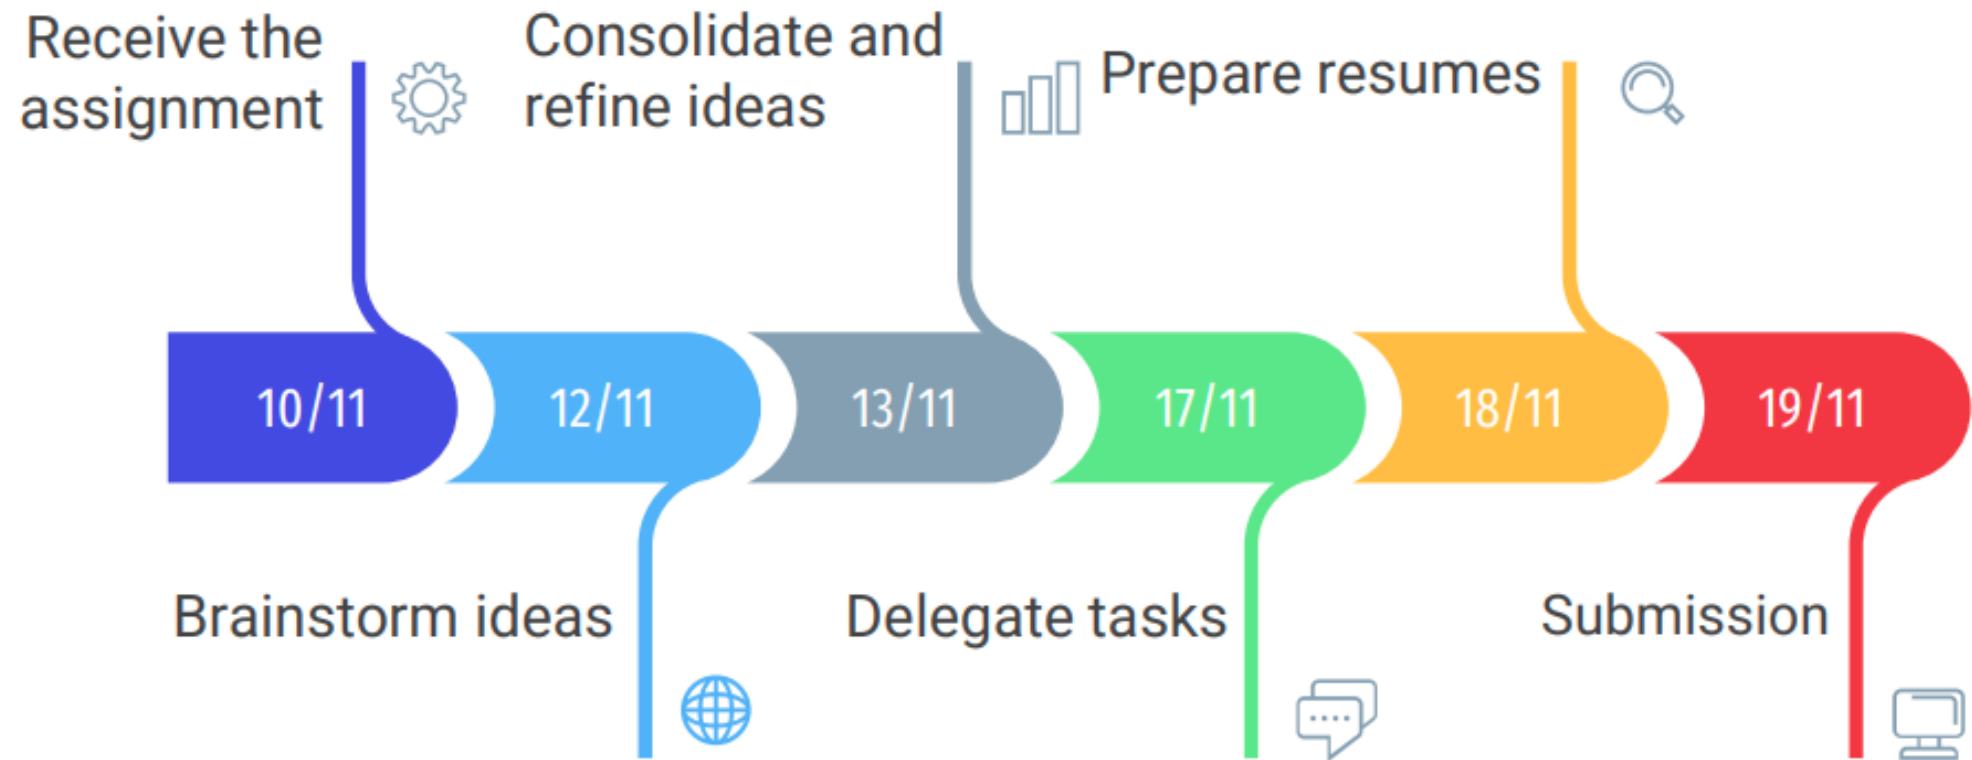 Receive the
assignment
Consolidate and
refine ideas
Prepare resumes
10/11
12/11
13/11
17/11
18/11
19/11
Brainstorm ideas
Delegate tasks
Submission